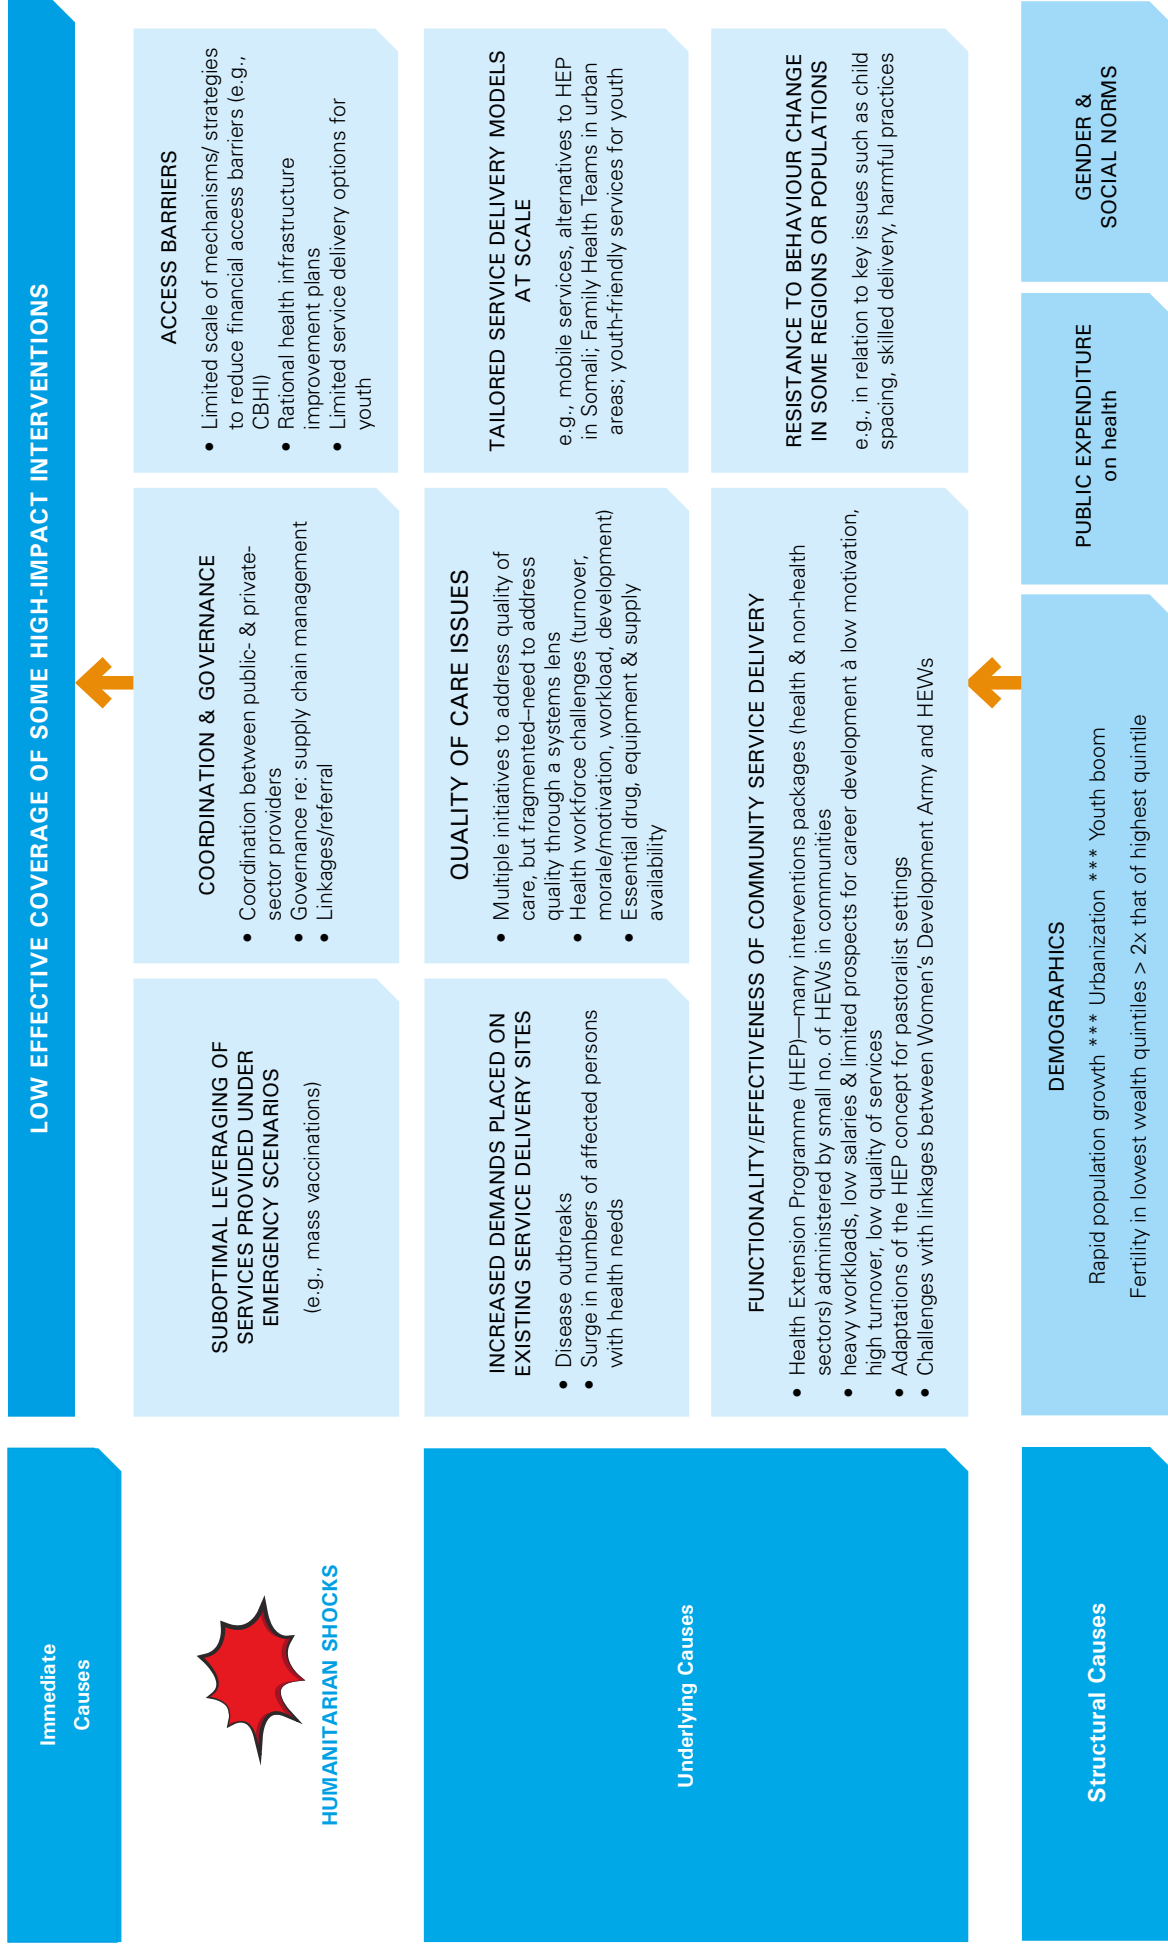 Immediate
Causes
LOW EFFECTIVE COVERAGE OF SOME HIGH-IMPACT INTERVENTIONS
HUMANITARIAN SHOCKS
SUBOPTIMAL LEVERAGING OF
SERVICES PROVIDED UNDER
EMERGENCY SCENARIOS
(e.g., mass vaccinations)
COORDINATION & GOVERNANCE
• Coordination between public- & private-
sector providers
• Governance re: supply chain management
• Linkages/referral
ACCESS BARRIERS
• Limited scale of mechanisms/ strategies
to reduce financial access barriers (e.g.,
CBHI)
• Rational health infrastructure
improvement plans
• Limited service delivery options for
youth
Underlying Causes
INCREASED DEMANDS PLACED ON
EXISTING SERVICE DELIVERY SITES
• Disease outbreaks
• Surge in numbers of affected persons
with health needs
QUALITY OF CARE ISSUES
• Multiple initiatives to address quality of
care, but fragmented–need to address
quality through a systems lens
• Health workforce challenges (turnover,
morale/motivation, workload, development)
• Essential drug, equipment & supply
availability
TAILORED SERVICE DELIVERY MODELS
AT SCALE
e.g., mobile services, alternatives to HEP
in Somali; Family Health Teams in urban
areas; youth-friendly services for youth
FUNCTIONALITY/EFFECTIVENESS OF COMMUNITY SERVICE DELIVERY
• Health Extension Programme (HEP)—many interventions packages (health & non-health
sectors) administered by small no. of HEWs in communities
• heavy workloads, low salaries & limited prospects for career development à low motivation,
high turnover, low quality of services
• Adaptations of the HEP concept for pastoralist settings
• Challenges with linkages between Women's Development Army and HEWs
RESISTANCE TO BEHAVIOUR CHANGE
IN SOME REGIONS OR POPULATIONS
e.g., in relation to key issues such as child
spacing, skilled delivery, harmful practices
Structural Causes
DEMOGRAPHICS
Rapid population growth *** Urbanization *** Youth boom
Fertility in lowest wealth quintiles > 2x that of highest quintile
PUBLIC EXPENDITURE
on health
GENDER &
SOCIAL NORMS